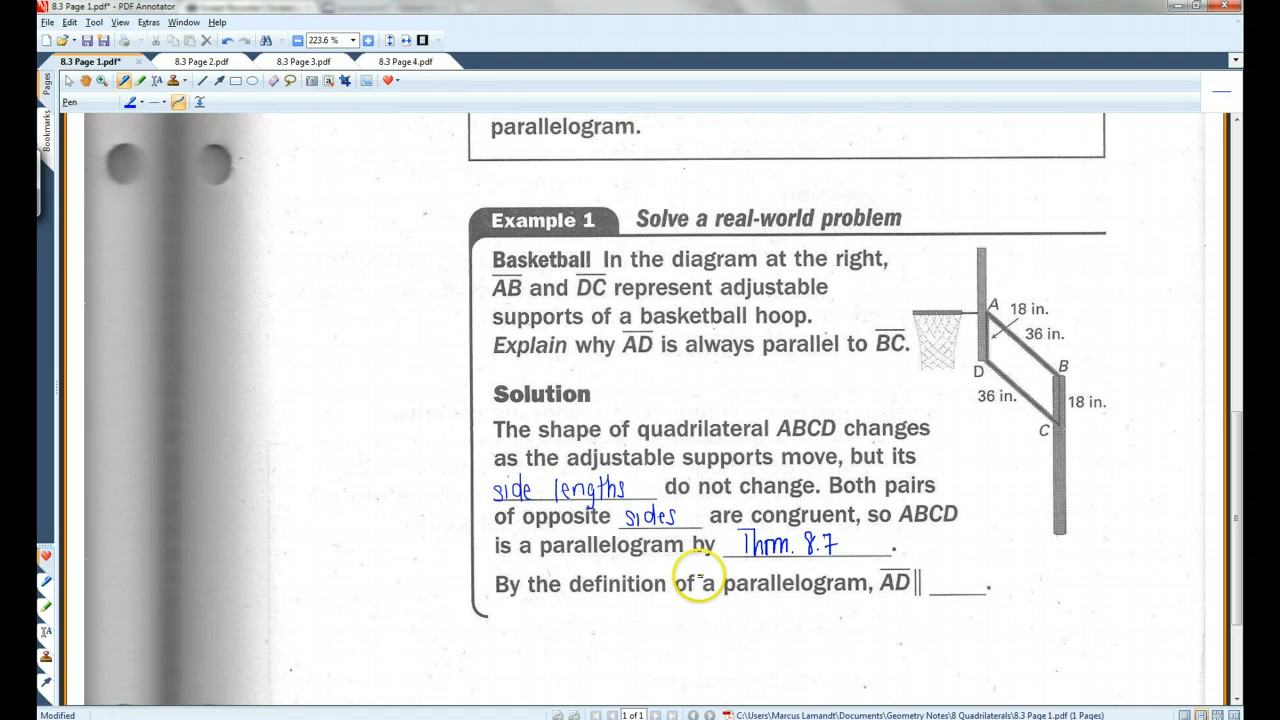 8.3 Page 1.pdf* - PDF Annotator
File Edit Tool View Extras Window Help
223.6 %
8.3 Page 1.pdf* 8.3 Page 2.pdf 8.3 Page 3.pdf 8.3 Page 4.pdf
Pen
Pages
Bookmarks
parallelogram.
Example 1 Solve a real-world problem
Basketball In the diagram at the right,
AB and DC represent adjustable
supports of a basketball hoop.
Explain why AD is always parallel to BC.
A
18 in.
36 in.
B
D
36 in.
18 in.
C
Solution
The shape of quadrilateral ABCD changes
as the adjustable supports move, but its
side lengths do not change. Both pairs
of opposite sides are congruent, so ABCD
is a parallelogram by Thm. 8.7.
By the definition of a parallelogram, AD || ____.
Modified
1 of 1
C:\Users\Marcus Lamandt\Documents\Geometry Notes\8 Quadrilaterals\8.3 Page 1.pdf (1 Pages)